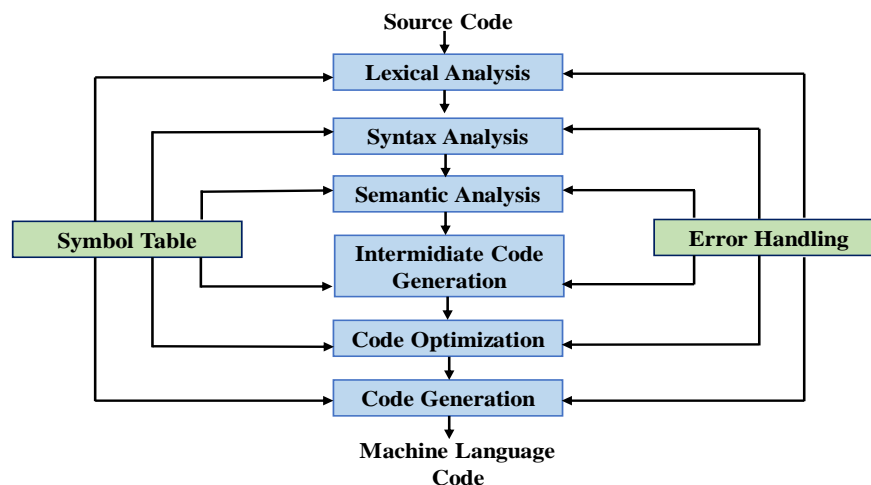 Source Code
Lexical Analysis
Syntax Analysis
Semantic Analysis
Symbol Table
Error Handling
Intermidiate Code
Generation
Code Optimization
Code Generation
Machine Language
Code